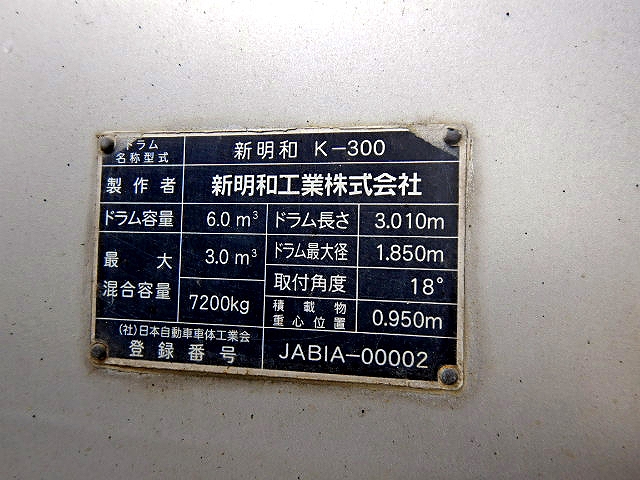 ドラム
名称型式 新明和 K-300
製作者 新明和工業株式会社
ドラム容量 6.0 m³ ドラム長さ 3.010m
最大 3.0 m³ ドラム最大径 1.850m
混合容量 7200kg 取付角度 18°
積載物
重心位置 0.950m
(社)日本自動車車体工業会
登録番号 JABIA-00002